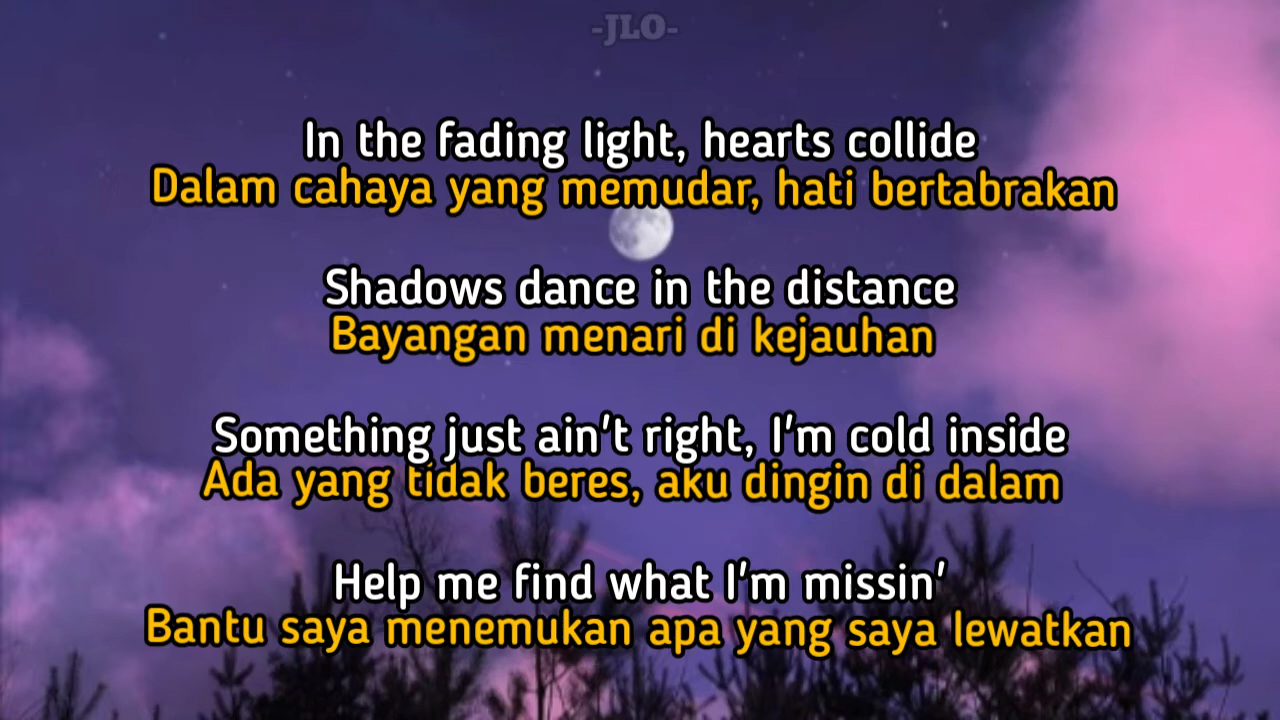 -JLO-
In the fading light, hearts collide
Dalam cahaya yang memudar, hati bertabrakan
Shadows dance in the distance
Bayangan menari di kejauhan
Something just ain't right, I'm cold inside
Ada yang tidak beres, aku dingin di dalam
Help me find what I'm missin'
Bantu saya menemukan apa yang saya lewatkan